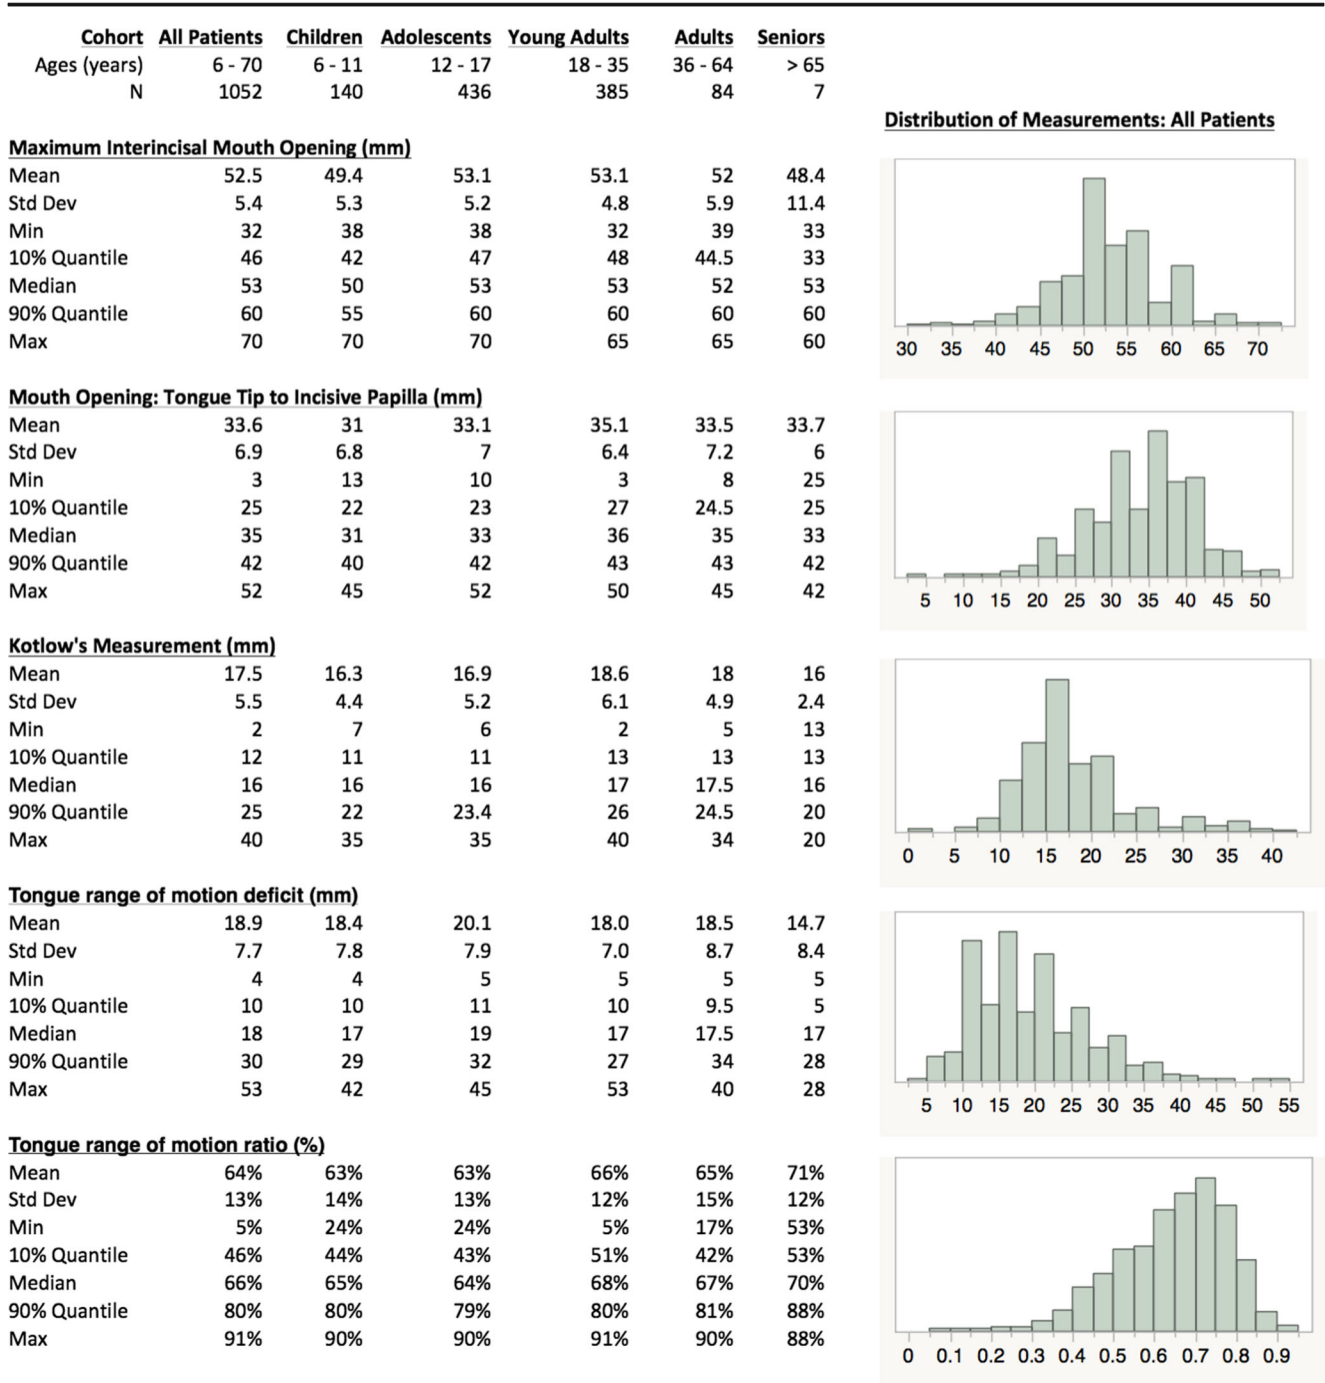 Cohort All Patients Children Adolescents Young Adults Adults Seniors
Ages (years) 6 - 70 6 - 11 12 - 17 18 - 35 36 - 64 > 65
N 1052 140 436 385 84 7
Distribution of Measurements: All Patients
Maximum Interincisal Mouth Opening (mm)
Mean 52.5 49.4 53.1 53.1 52 48.4
Std Dev 5.4 5.3 5.2 4.8 5.9 11.4
Min 32 38 38 32 39 33
10% Quantile 46 42 47 48 44.5 33
Median 53 50 53 53 52 53
90% Quantile 60 55 60 60 60 60
Max 70 70 70 65 65 60
30 35 40 45 50 55 60 65 70
Mouth Opening: Tongue Tip to Incisive Papilla (mm)
Mean 33.6 31 33.1 35.1 33.5 33.7
Std Dev 6.9 6.8 7 6.4 7.2 6
Min 3 13 10 3 8 25
10% Quantile 25 22 23 27 24.5 25
Median 35 31 33 36 35 33
90% Quantile 42 40 42 43 43 42
Max 52 45 52 50 45 42
5 10 15 20 25 30 35 40 45 50
Kotlow's Measurement (mm)
Mean 17.5 16.3 16.9 18.6 18 16
Std Dev 5.5 4.4 5.2 6.1 4.9 2.4
Min 2 7 6 2 5 13
10% Quantile 12 11 11 13 13 13
Median 16 16 16 17 17.5 16
90% Quantile 25 22 23.4 26 24.5 20
Max 40 35 35 40 34 20
0 5 10 15 20 25 30 35 40
Tongue range of motion deficit (mm)
Mean 18.9 18.4 20.1 18.0 18.5 14.7
Std Dev 7.7 7.8 7.9 7.0 8.7 8.4
Min 4 4 5 5 5 5
10% Quantile 10 10 11 10 9.5 5
Median 18 17 19 17 17.5 17
90% Quantile 30 29 32 27 34 28
Max 53 42 45 53 40 28
5 10 15 20 25 30 35 40 45 50 55
Tongue range of motion ratio (%)
Mean 64% 63% 63% 66% 65% 71%
Std Dev 13% 14% 13% 12% 15% 12%
Min 5% 24% 24% 5% 17% 53%
10% Quantile 46% 44% 43% 51% 42% 53%
Median 66% 65% 64% 68% 67% 70%
90% Quantile 80% 80% 79% 80% 81% 88%
Max 91% 90% 90% 91% 90% 88%
0 0.1 0.2 0.3 0.4 0.5 0.6 0.7 0.8 0.9